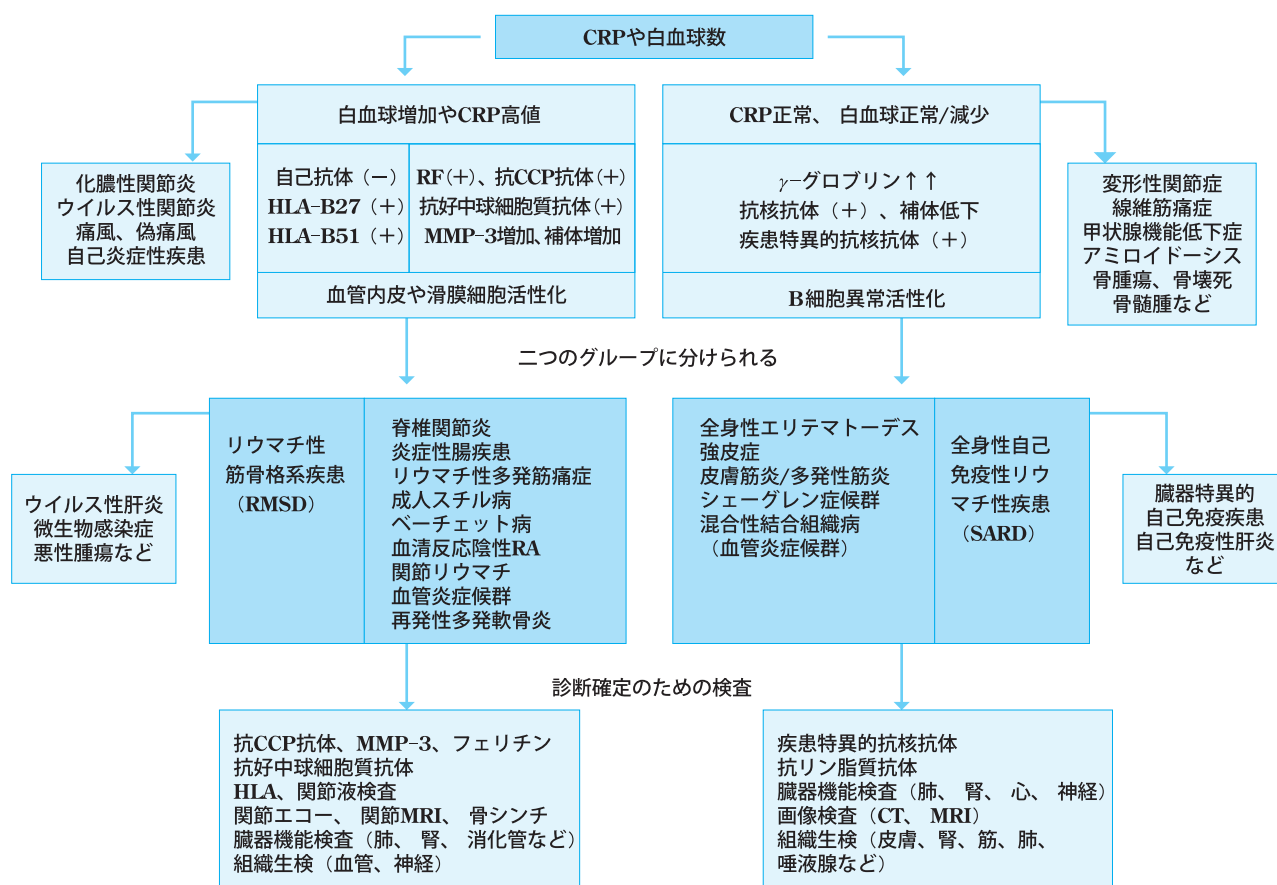 CRPや白血球数
白血球増加やCRP高値
自己抗体（−）
HLA-B27（+）
HLA-B51（+）
RF（+）、抗CCP抗体（+）
抗好中球細胞質抗体（+）
MMP-3増加、補体増加
血管内皮や滑膜細胞活性化
化膿性関節炎
ウイルス性関節炎
痛風、偽痛風
自己炎症性疾患
CRP正常、白血球正常/減少
γ-グロブリン↑↑
抗核抗体（+）、補体低下
疾患特異的抗核抗体（+）
B細胞異常活性化
変形性関節症
線維筋痛症
甲状腺機能低下症
アミロイドーシス
骨腫瘍、骨壊死
骨髄腫など
二つのグループに分けられる
リウマチ性
筋骨格系疾患
（RMSD）
脊椎関節炎
炎症性腸疾患
リウマチ性多発筋痛症
成人スチル病
ベーチェット病
血清反応陰性RA
関節リウマチ
血管炎症候群
再発性多発軟骨炎
ウイルス性肝炎
微生物感染症
悪性腫瘍など
全身性エリテマトーデス
強皮症
皮膚筋炎/多発性筋炎
シェーグレン症候群
混合性結合組織病
（血管炎症候群）
全身性自己
免疫性リウ
マチ性疾患
（SARD）
臓器特異的
自己免疫疾患
自己免疫性肝炎
など
診断確定のための検査
抗CCP抗体、MMP-3、フェリチン
抗好中球細胞質抗体
HLA、関節液検査
関節エコー、関節MRI、骨シンチ
臓器機能検査（肺、腎、消化管など）
組織生検（血管、神経）
疾患特異的抗核抗体
抗リン脂質抗体
臓器機能検査（肺、腎、心、神経）
画像検査（CT、MRI）
組織生検（皮膚、腎、筋、肺、
唾液腺など）